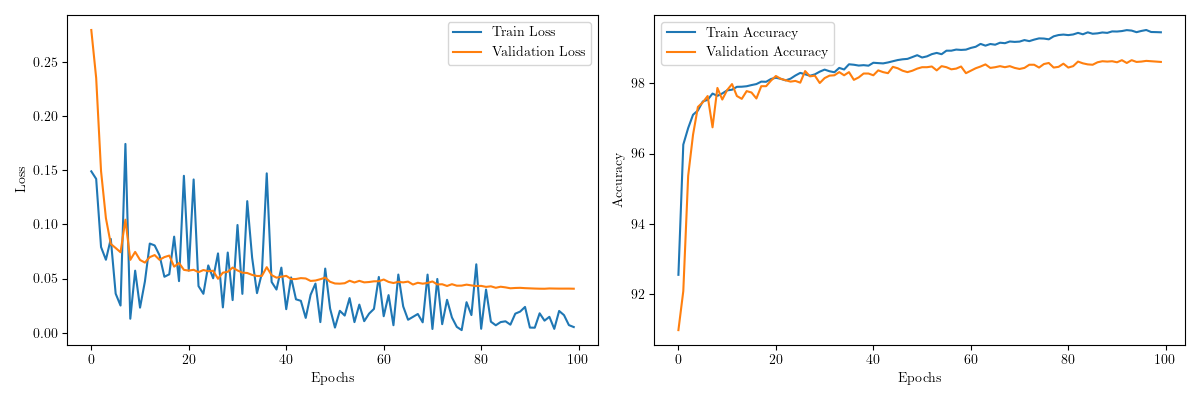 Train Loss
Validation Loss
0.25
0.20
0.15
0.10
0.05
0.00
Loss
0
20
40
60
80
100
Epochs
Train Accuracy
Validation Accuracy
98
96
94
92
Accuracy
0
20
40
60
80
100
Epochs